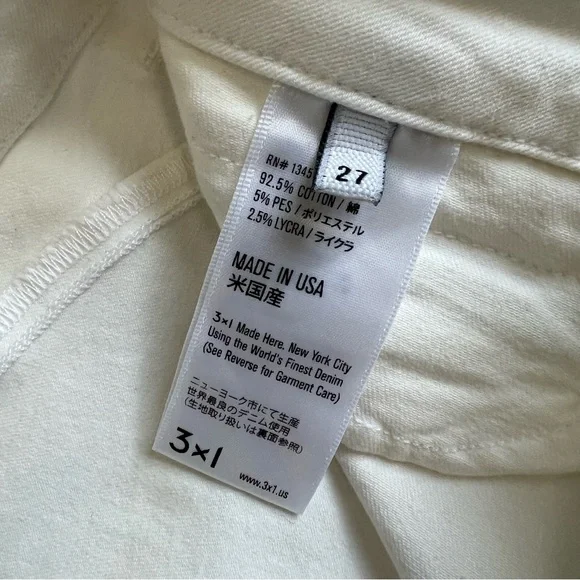 27
RN# 1345
92.5% COTTON / 綿
5% PES / ポリエステル
2.5% LYCRA / ライクラ
MADE IN USA
米国産
3×1 Made Here. New York City
Using the World's Finest Denim
(See Reverse for Garment Care)
ニューヨーク市にて生産
世界最良のデニム使用
(生地取り扱いは裏面参照)
3×1
www.3x1.us